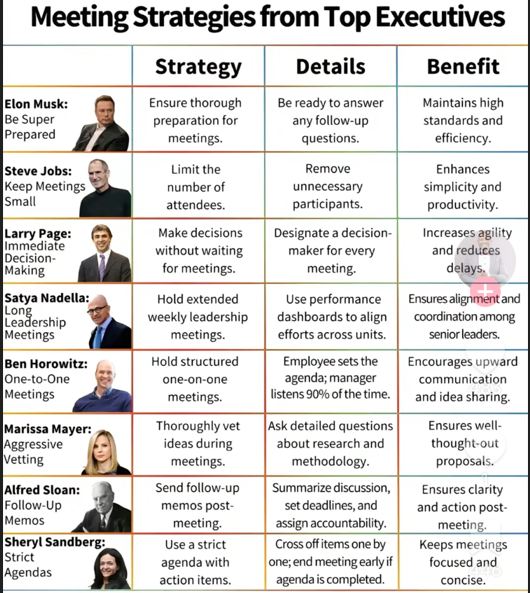 Meeting Strategies from Top Executives
Strategy
Details
Benefit
Elon Musk:
Be Super
Prepared
Ensure thorough
preparation for
meetings.
Be ready to answer
any follow-up
questions.
Maintains high
standards and
efficiency.
Steve Jobs:
Keep Meetings
Small
Limit the
number of
attendees.
Remove
unnecessary
participants.
Enhances
simplicity and
productivity.
Larry Page:
Immediate
Decision-
Making
Make decisions
without waiting
for meetings.
Designate a decision-
maker for every
meeting.
Increases agility
and reduces
delays.
Satya Nadella:
Long
Leadership
Meetings
Hold extended
weekly leadership
meetings.
Use performance
dashboards to align
efforts across units.
Ensures alignment and
coordination among
senior leaders.
Ben Horowitz:
One-to-One
Meetings
Hold structured
one-on-one
meetings.
Employee sets the
agenda; manager
listens 90% of the time.
Encourages upward
communication
and idea sharing.
Marissa Mayer:
Aggressive
Vetting
Thoroughly vet
ideas during
meetings.
Ask detailed questions
about research and
methodology.
Ensures well-
thought-out
proposals.
Alfred Sloan:
Follow-Up
Memos
Send follow-up
memos post-
meeting.
Summarize discussion,
set deadlines, and
assign accountability.
Ensures clarity
and action post-
meeting.
Sheryl Sandberg:
Strict
Agendas
Use a strict
agenda with
action items.
Cross off items one by
one; end meeting early if
agenda is completed.
Keeps meetings
focused and
concise.